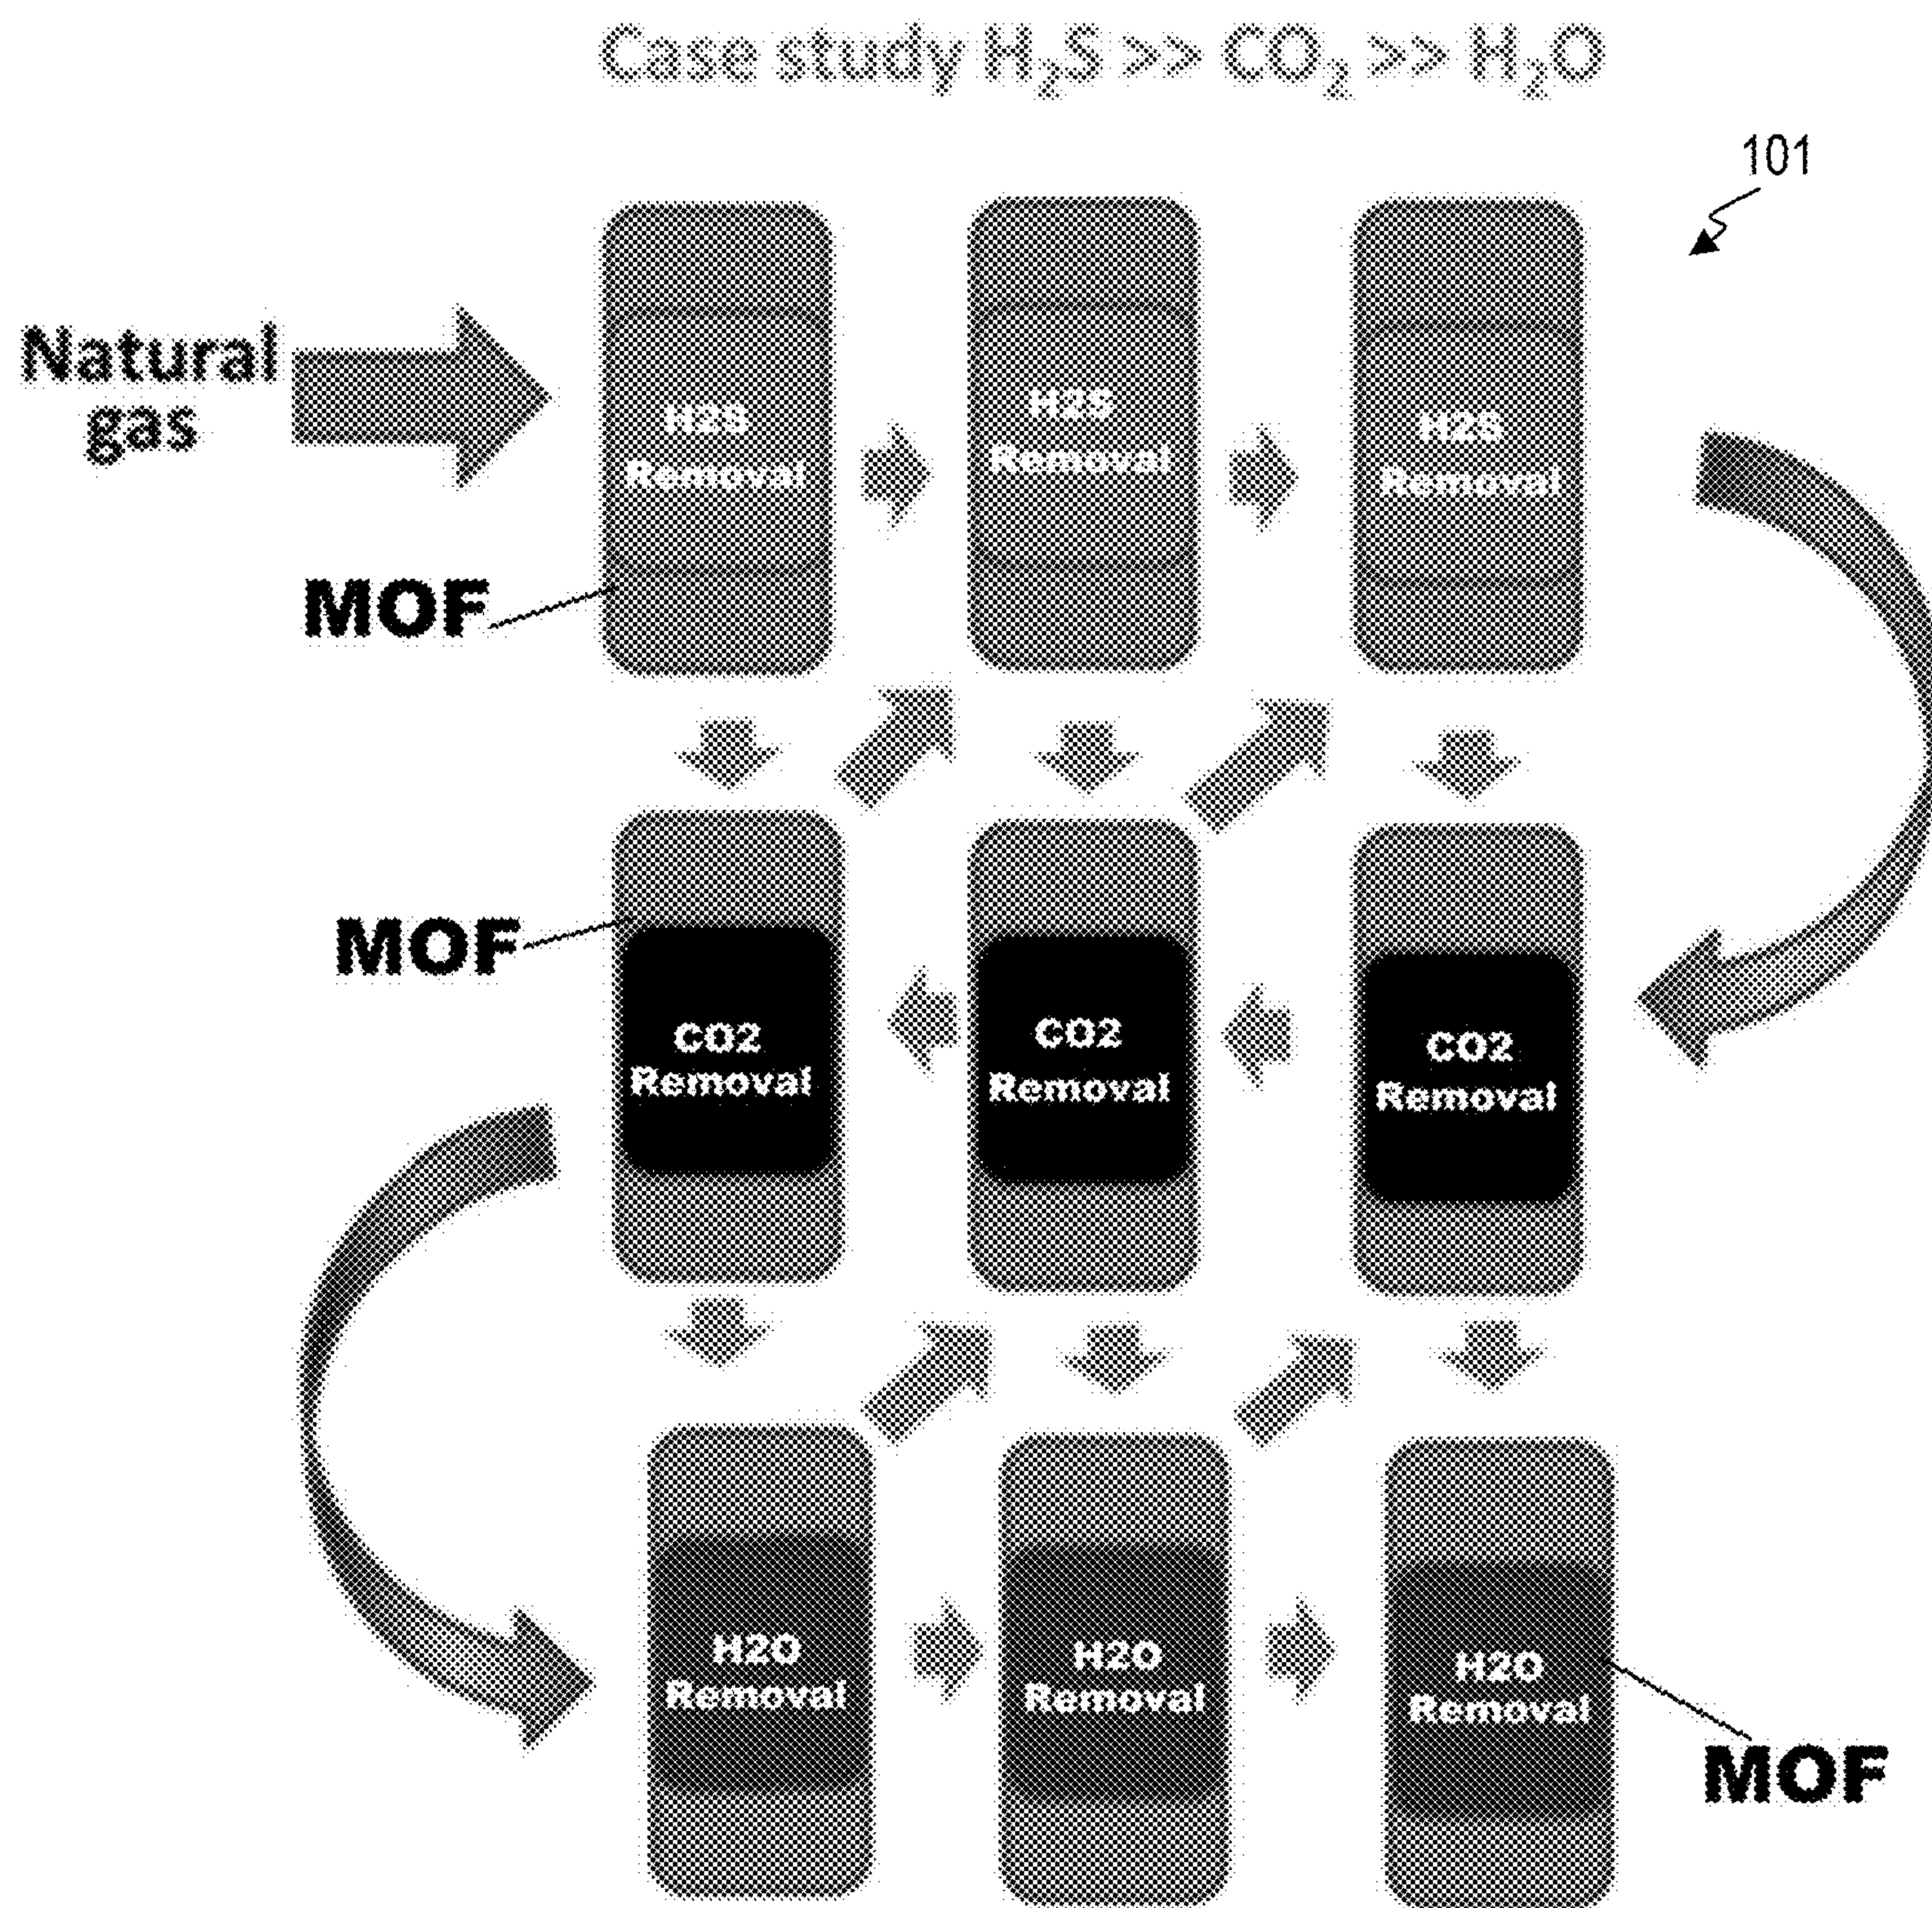 Case study H₂S >> CO₂ >> H₂O
101
Natural
gas
H2S
Removal
H2S
Removal
H2S
Removal
MOF
MOF
CO2
Removal
CO2
Removal
CO2
Removal
H2O
Removal
H2O
Removal
H2O
Removal
MOF